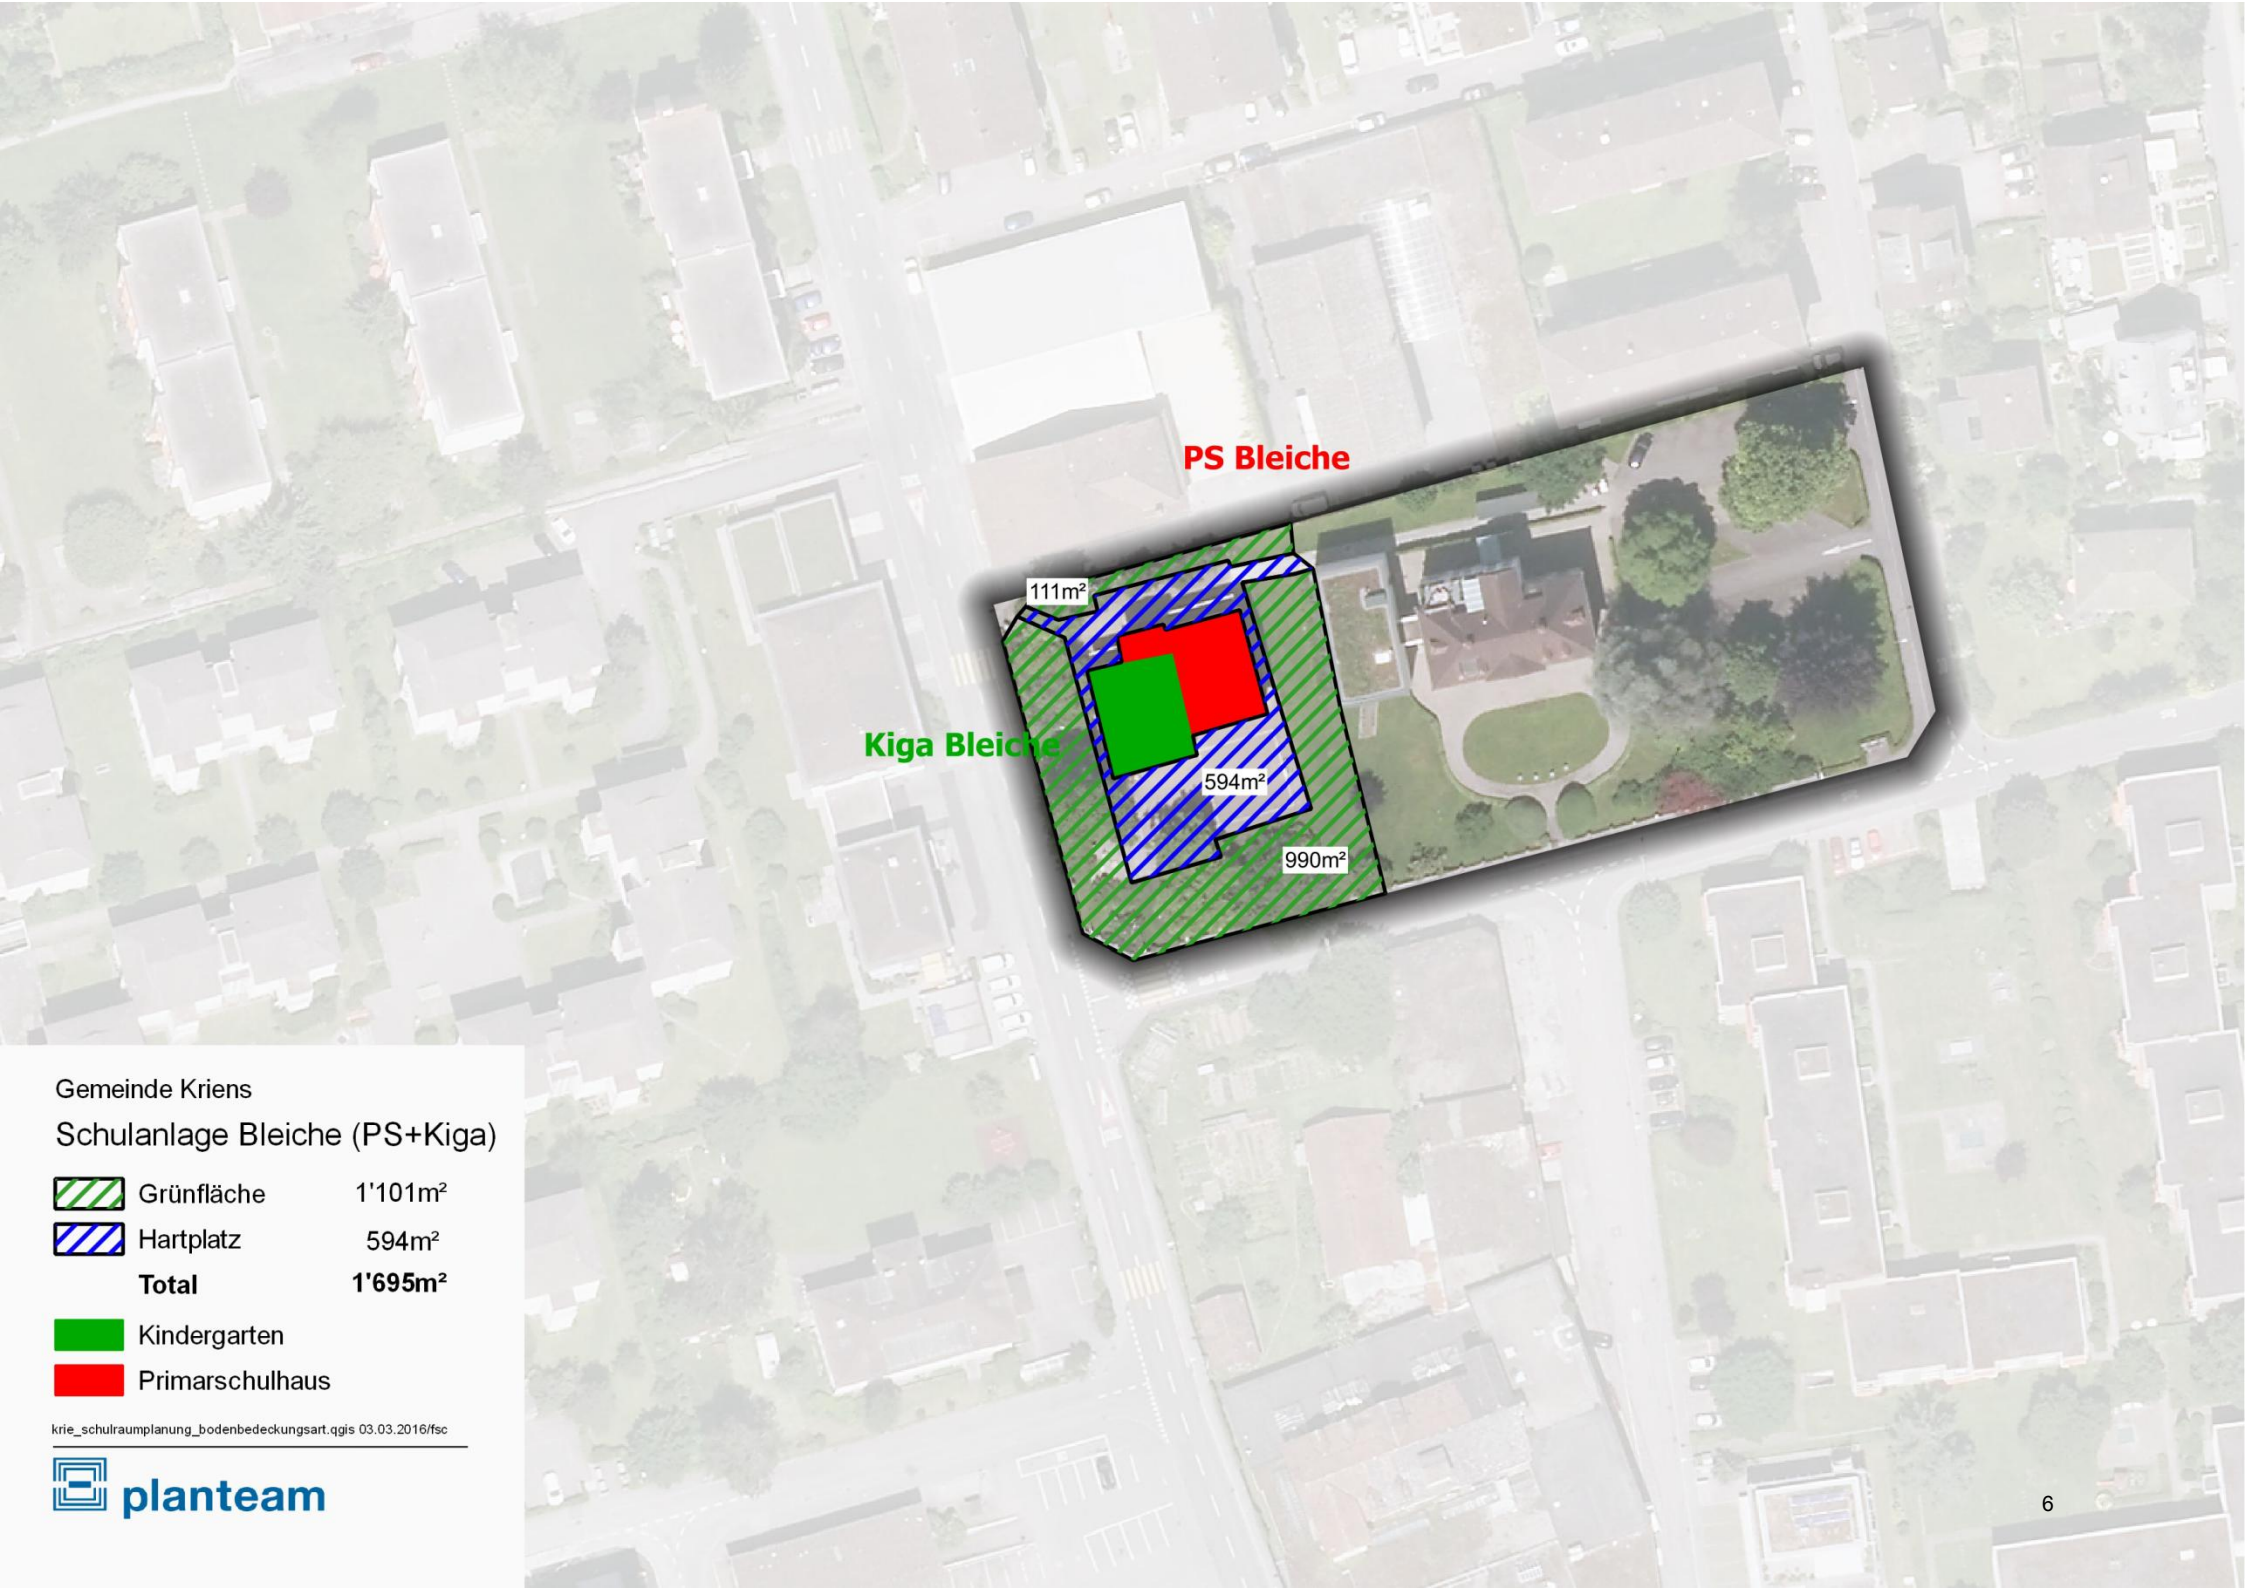 PS Bleiche
111m²
Kiga Bleiche
594m²
990m²
Gemeinde Kriens
Schulanlage Bleiche (PS+Kiga)
Grünfläche 1'101m²
Hartplatz 594m²
Total 1'695m²
Kindergarten
Primarschulhaus
krie_schulraumplanung_bodenbedeckungsart.qgis 03.03.2016/fsc
planteam
6